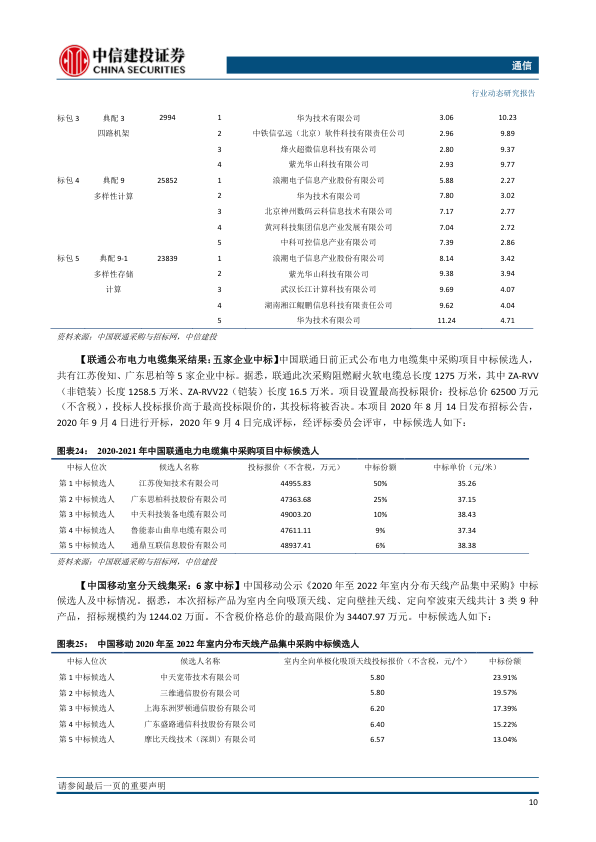 中信建投证券
CHINA SECURITIES
通信
行业动态研究报告
标包 3 典配 3 2994 1 华为技术有限公司 3.06 10.23
四路机架 2 中铁信弘远（北京）软件科技有限责任公司 2.96 9.89
3 烽火超微信息科技有限公司 2.80 9.37
4 紫光华山科技有限公司 2.93 9.77
标包 4 典配 9 25852 1 浪潮电子信息产业股份有限公司 5.88 2.27
多样性计算 2 华为技术有限公司 7.80 3.02
3 北京神州数码云科信息技术有限公司 7.17 2.77
4 黄河科技集团信息产业发展有限公司 7.04 2.72
5 中科可控信息产业有限公司 7.39 2.86
标包 5 典配 9-1 23839 1 浪潮电子信息产业股份有限公司 8.14 3.42
多样性存储 2 紫光华山科技有限公司 9.38 3.94
计算 3 武汉长江计算科技有限公司 9.69 4.07
4 湖南湘江鲲鹏信息科技有限责任公司 9.62 4.04
5 华为技术有限公司 11.24 4.71
资料来源：中国联通采购与招标网，中信建投
【联通公布电力电缆集采结果：五家企业中标】中国联通日前正式公布电力电缆集中采购项目中标候选人，
共有江苏俊知、广东思柏等 5 家企业中标。据悉，联通此次采购阻燃耐火软电缆总长度 1275 万米，其中 ZA-RVV
（非铠装）长度 1258.5 万米、ZA-RVV22（铠装）长度 16.5 万米。项目设置最高投标限价：投标总价 62500 万元
（不含税），投标人投标报价高于最高投标限价的，其投标将被否决。本项目 2020 年 8 月 14 日发布招标公告，
2020 年 9 月 4 日进行开标，2020 年 9 月 4 日完成评标，经评标委员会评审，中标候选人如下：
图表24： 2020-2021 年中国联通电力电缆集中采购项目中标候选人
中标人位次 候选人名称 投标报价（不含税，万元） 中标份额 中标单价（元/米）
第 1 中标候选人 江苏俊知技术有限公司 44955.83 50% 35.26
第 2 中标候选人 广东思柏科技股份有限公司 47363.68 25% 37.15
第 3 中标候选人 中天科技装备电缆有限公司 49003.20 10% 38.43
第 4 中标候选人 鲁能泰山曲阜电缆有限公司 47611.11 9% 37.34
第 5 中标候选人 通鼎互联信息股份有限公司 48937.41 6% 38.38
资料来源：中国联通采购与招标网，中信建投
【中国移动室分天线集采：6 家中标】中国移动公示《2020 年至 2022 年室内分布天线产品集中采购》中标
候选人及中标情况。据悉，本次招标产品为室内全向吸顶天线、定向壁挂天线、定向窄波束天线共计 3 类 9 种
产品，招标规模约为 1244.02 万面。不含税价格总价的最高限价为 34407.97 万元。中标候选人如下：
图表25： 中国移动 2020 年至 2022 年室内分布天线产品集中采购中标候选人
中标人位次 候选人名称 室内全向单极化吸顶天线投标报价（不含税，元/个） 中标份额
第 1 中标候选人 中天宽带技术有限公司 5.80 23.91%
第 2 中标候选人 三维通信股份有限公司 5.80 19.57%
第 3 中标候选人 上海东洲罗顿通信股份有限公司 6.20 17.39%
第 4 中标候选人 广东盛路通信科技股份有限公司 6.40 15.22%
第 5 中标候选人 摩比天线技术（深圳）有限公司 6.57 13.04%
请参阅最后一页的重要声明
10